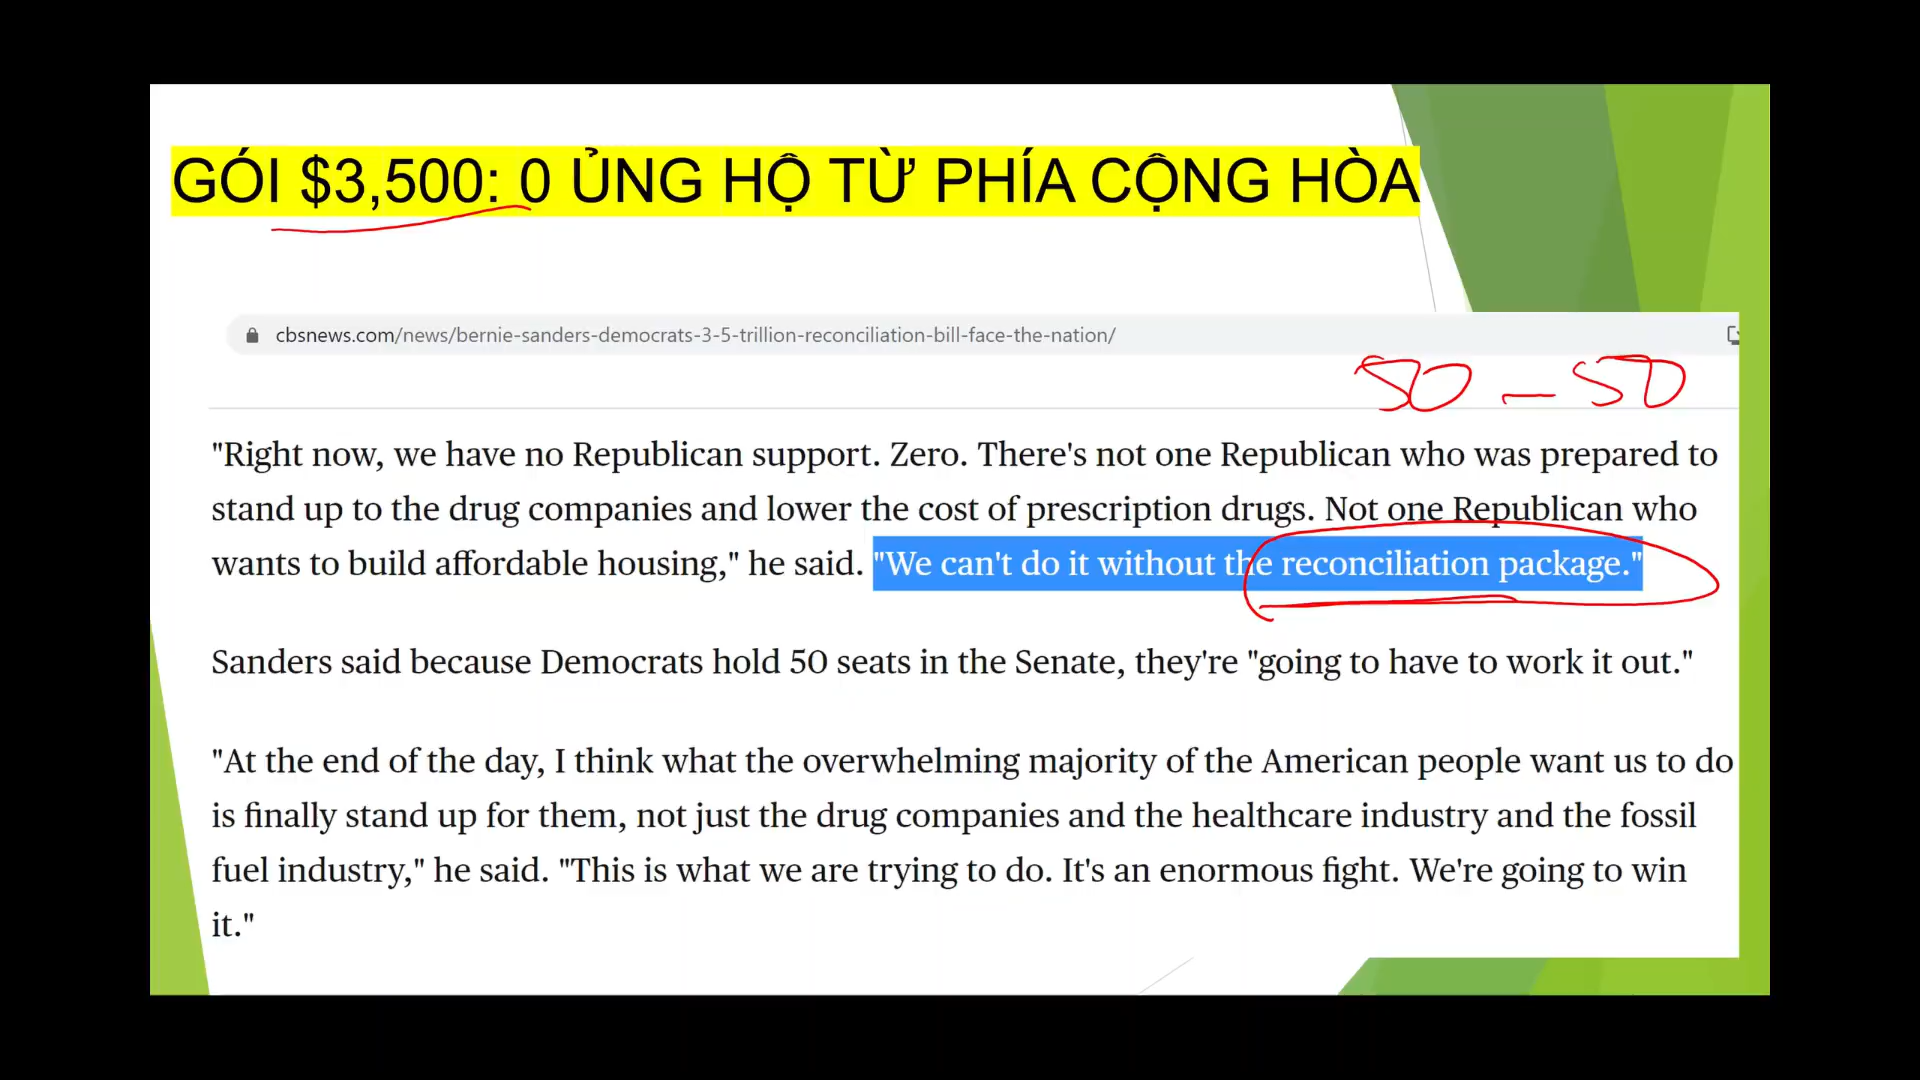 GÓI $3,500: 0 ỦNG HỘ TỪ PHÍA CỘNG HÒA
cbsnews.com/news/bernie-sanders-democrats-3-5-trillion-reconciliation-bill-face-the-nation/
50 - 50
"Right now, we have no Republican support. Zero. There's not one Republican who was prepared to
stand up to the drug companies and lower the cost of prescription drugs. Not one Republican who
wants to build affordable housing," he said. "We can't do it without the reconciliation package."
Sanders said because Democrats hold 50 seats in the Senate, they're "going to have to work it out."
"At the end of the day, I think what the overwhelming majority of the American people want us to do
is finally stand up for them, not just the drug companies and the healthcare industry and the fossil
fuel industry," he said. "This is what we are trying to do. It's an enormous fight. We're going to win
it."